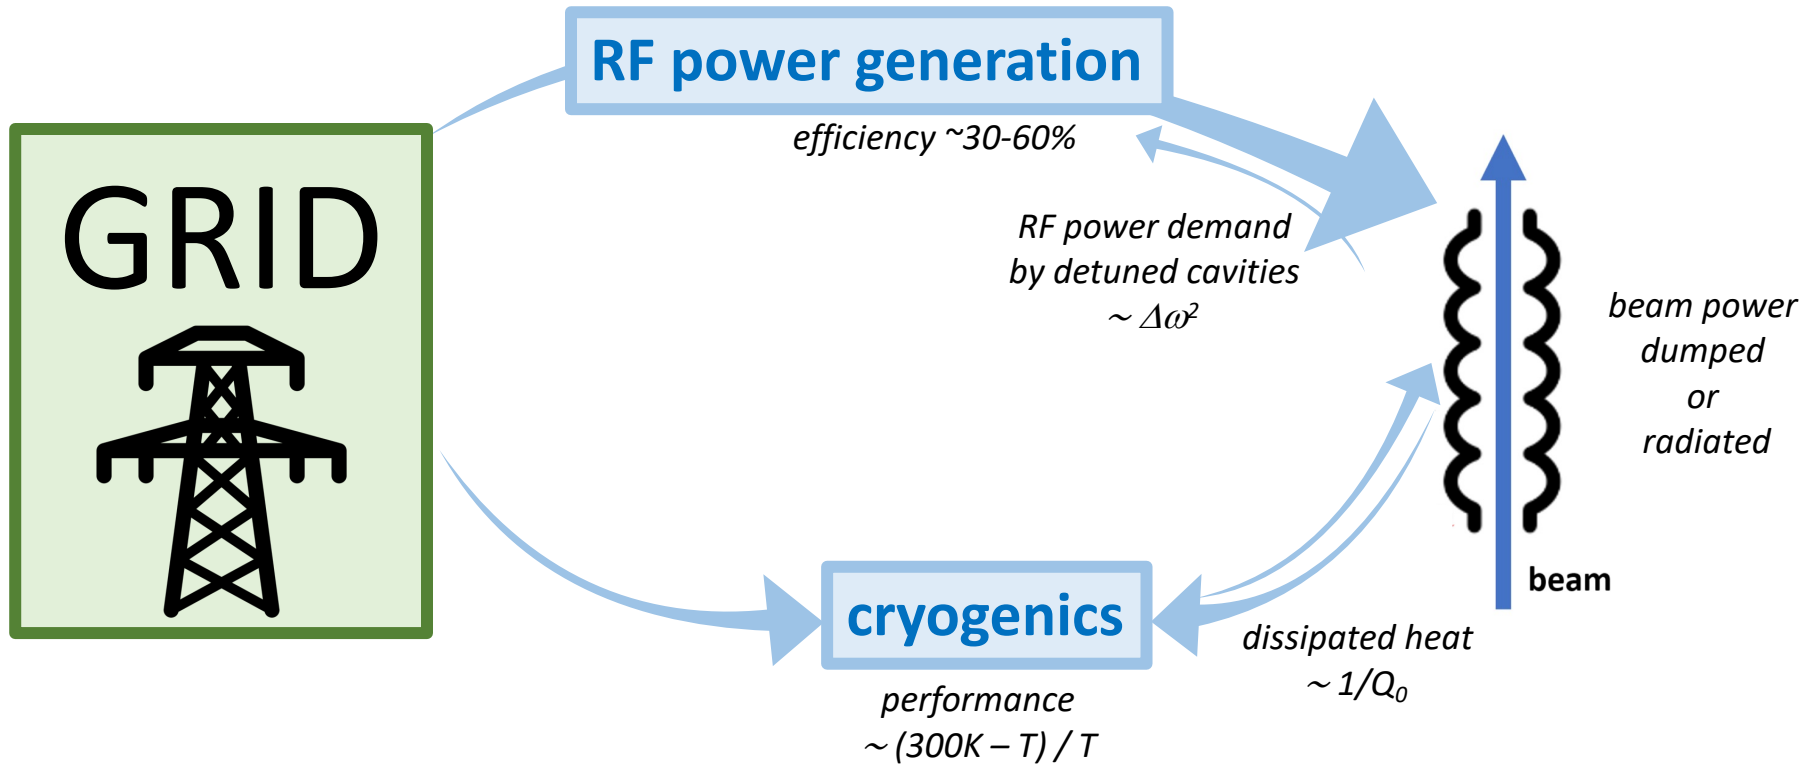 RF power generation
efficiency ~30-60%
GRID
RF power demand
by detuned cavities
~ Δω²
beam power
dumped
or
radiated
beam
cryogenics
dissipated heat
~ 1/Q₀
performance
~ (300K – T) / T